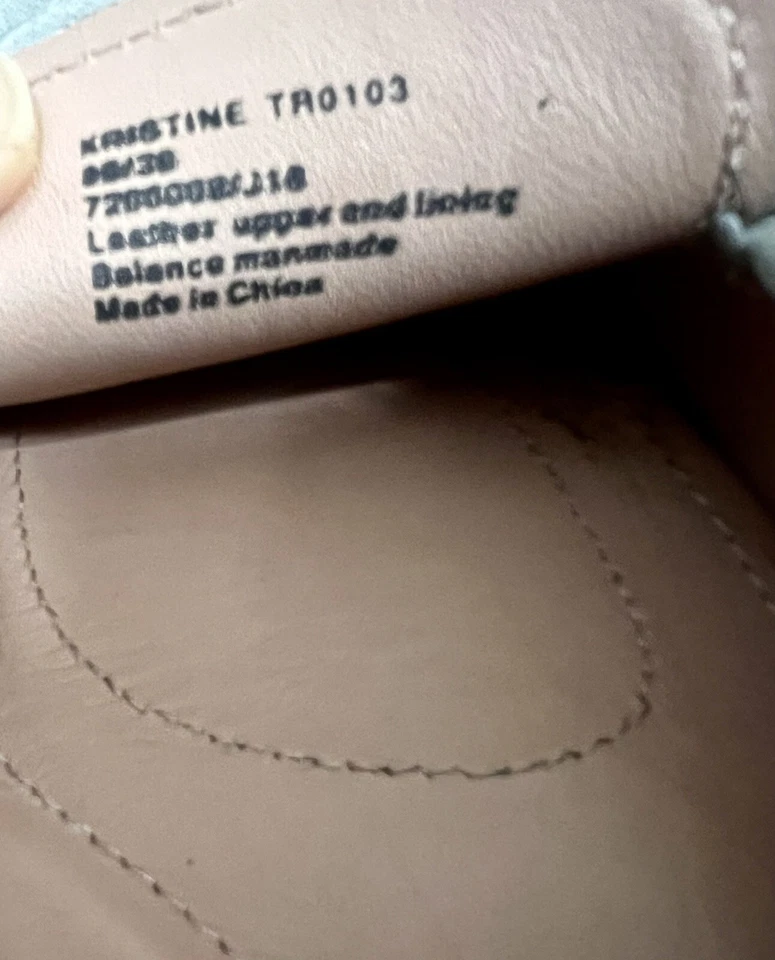 KRISTINE TR0103
Leather upper and lining
Balance manmade
Made in China